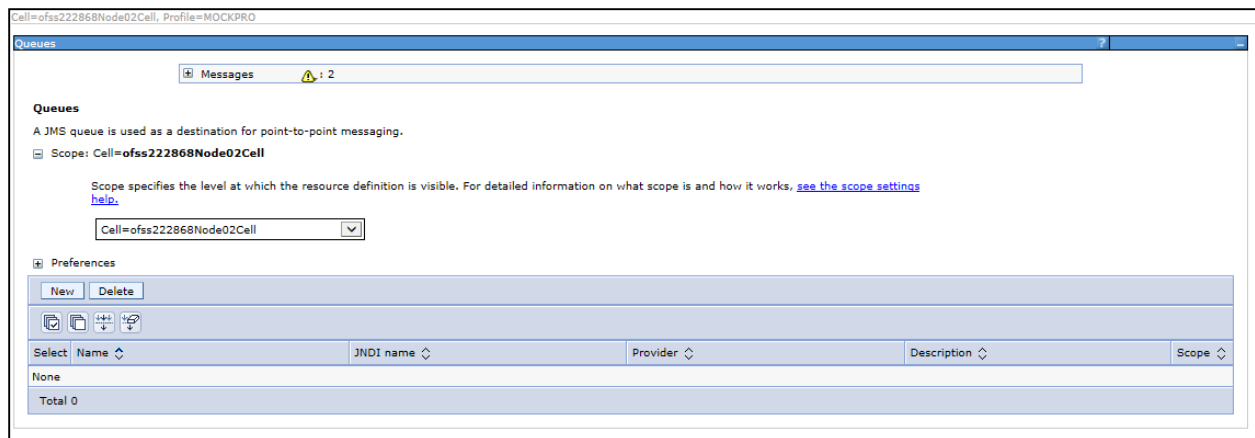 Cell=ofss222868Node02Cell, Profile=MOCKPRO
Queues ? _
+ Messages : 2
Queues
A JMS queue is used as a destination for point-to-point messaging.
Scope: Cell=ofss222868Node02Cell
Scope specifies the level at which the resource definition is visible. For detailed information on what scope is and how it works, see the scope settings
help.
Cell=ofss222868Node02Cell
+ Preferences
New Delete
Select Name JNDI name Provider Description Scope
None
Total 0